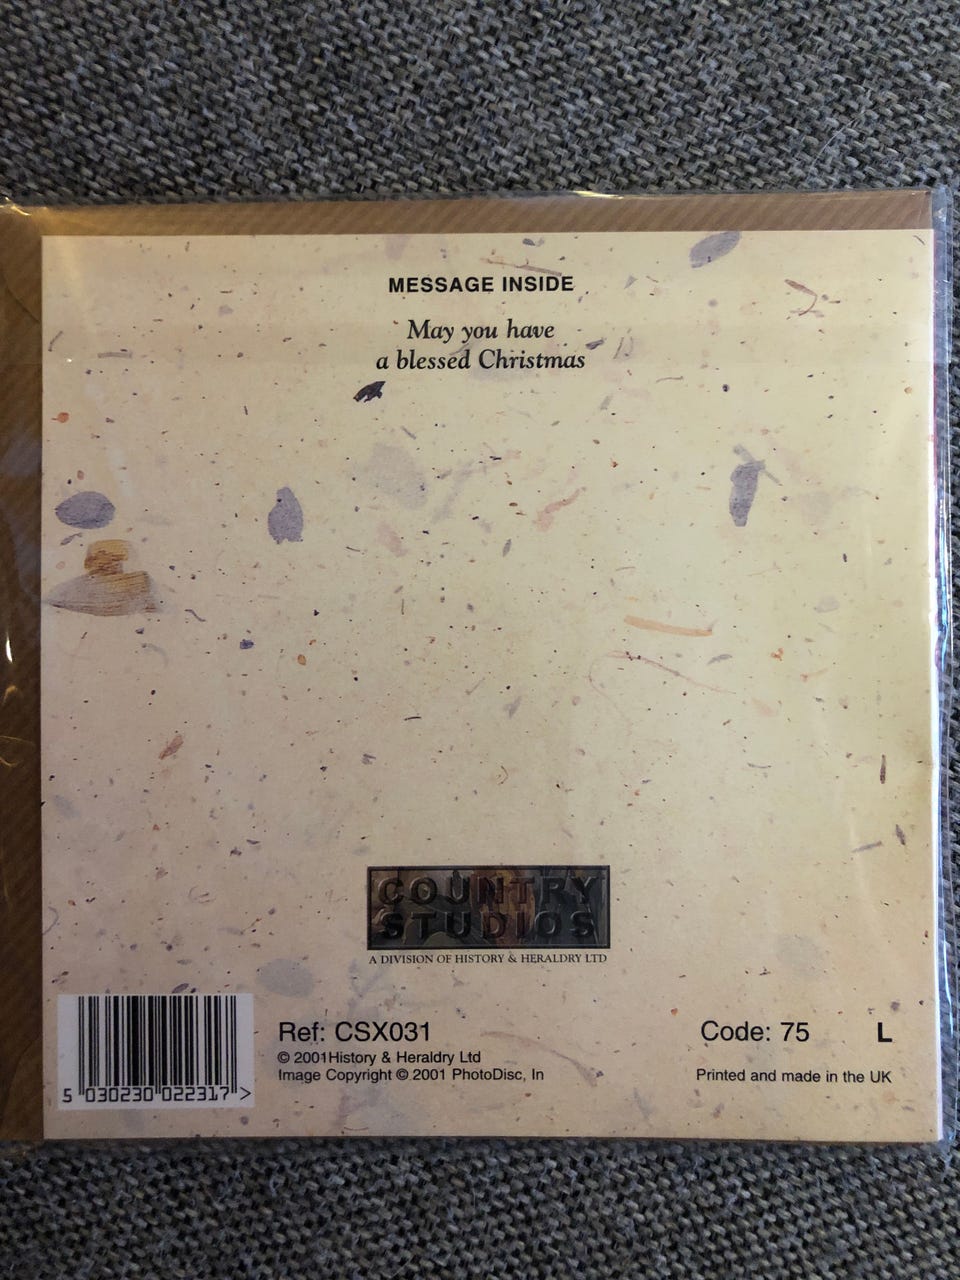 MESSAGE INSIDE
May you have
a blessed Christmas
COUNTRY
STUDIOS
A DIVISION OF HISTORY & HERALDRY LTD
Ref: CSX031
© 2001History & Heraldry Ltd
Image Copyright © 2001 PhotoDisc, In
Code: 75 L
Printed and made in the UK
5 030230 022317 >